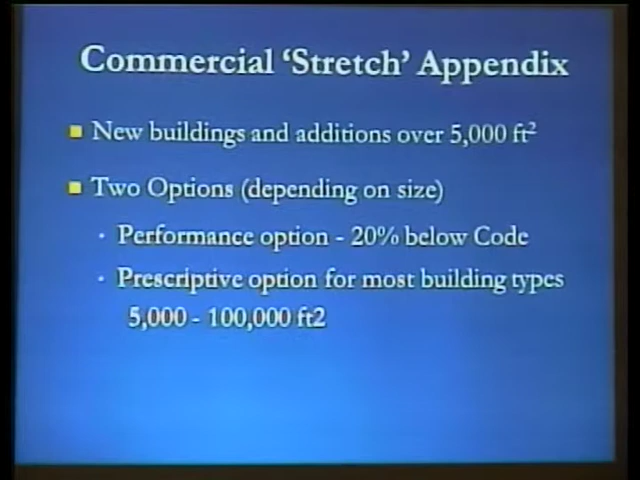 Commercial ‘Stretch’ Appendix
New buildings and additions over 5,000 ft²
Two Options (depending on size)
Performance option - 20% below Code
Prescriptive option for most building types
5,000 - 100,000 ft2